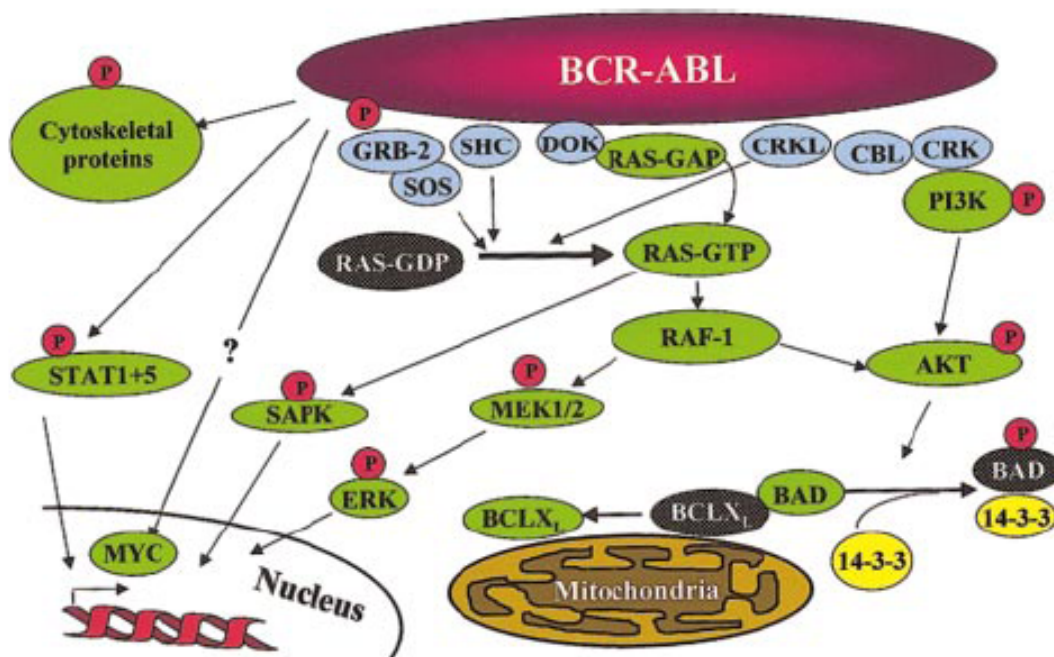 P
BCR-ABL
P
Cytoskeletal
proteins
GRB-2
SHC
DOK
RAS-GAP
CRKL
CBL
CRK
SOS
PI3K
P
RAS-GDP
RAS-GTP
RAF-1
P
STAT1+5
?
P
SAPK
P
MEK1/2
P
AKT
P
ERK
P
BAD
BAD
BCLXL
BCLXL
14-3-3
14-3-3
MYC
Nucleus
Mitochondria